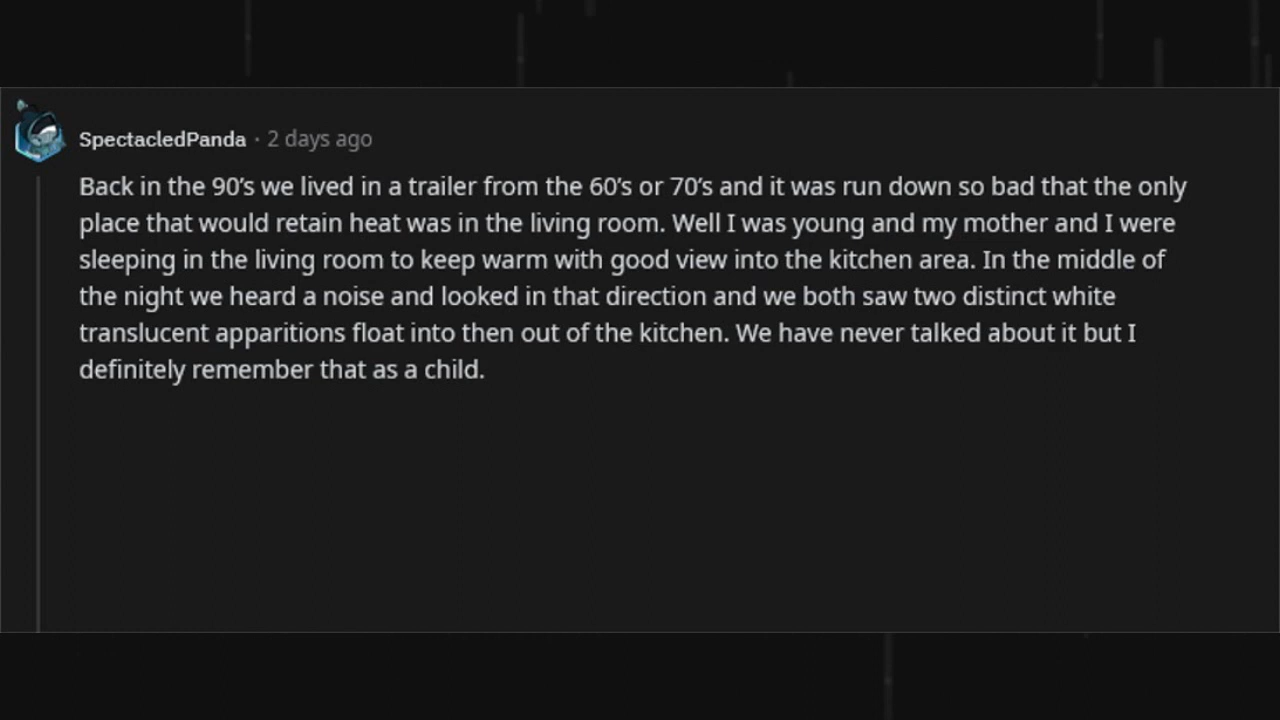 SpectacledPanda · 2 days ago
Back in the 90's we lived in a trailer from the 60's or 70's and it was run down so bad that the only
place that would retain heat was in the living room. Well I was young and my mother and I were
sleeping in the living room to keep warm with good view into the kitchen area. In the middle of
the night we heard a noise and looked in that direction and we both saw two distinct white
translucent apparitions float into then out of the kitchen. We have never talked about it but I
definitely remember that as a child.